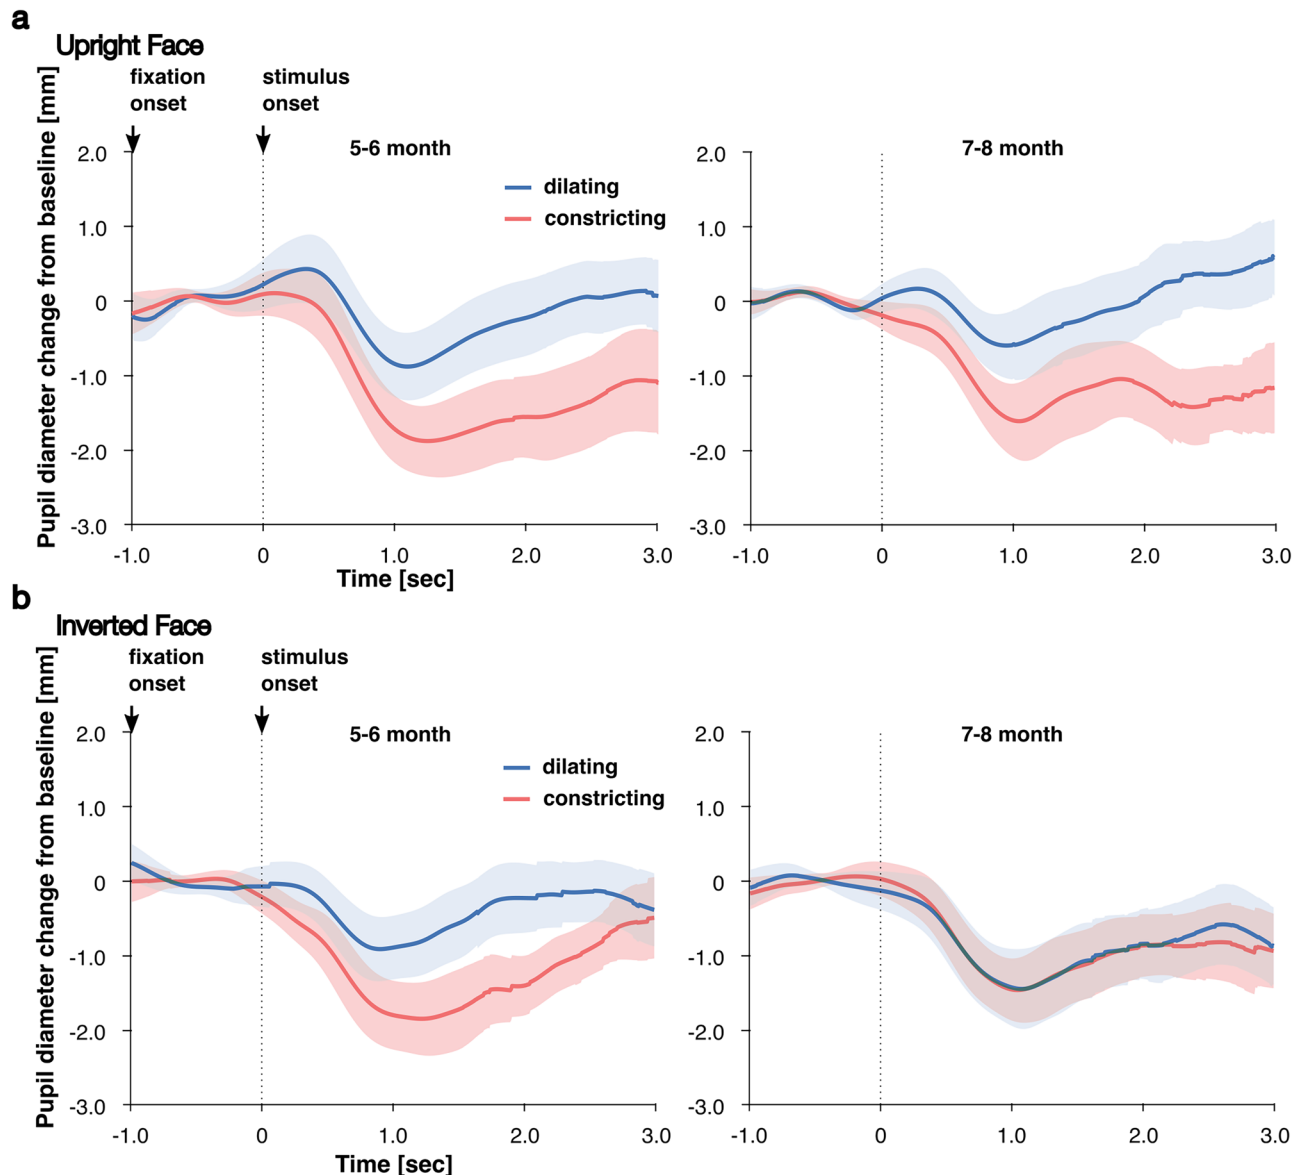 a
Upright Face
fixation
onset
stimulus
onset
Pupil diameter change from baseline [mm]
5-6 month
7-8 month
dilating
constricting
2.0
1.0
0
-1.0
-2.0
-3.0
2.0
1.0
0
-1.0
-2.0
-3.0
-1.0 0 1.0 2.0 3.0
-1.0 0 1.0 2.0 3.0
Time [sec]
b
Inverted Face
fixation
onset
stimulus
onset
Pupil diameter change from baseline [mm]
5-6 month
7-8 month
dilating
constricting
2.0
1.0
0
-1.0
-2.0
-3.0
2.0
1.0
0
-1.0
-2.0
-3.0
-1.0 0 1.0 2.0 3.0
-1.0 0 1.0 2.0 3.0
Time [sec]